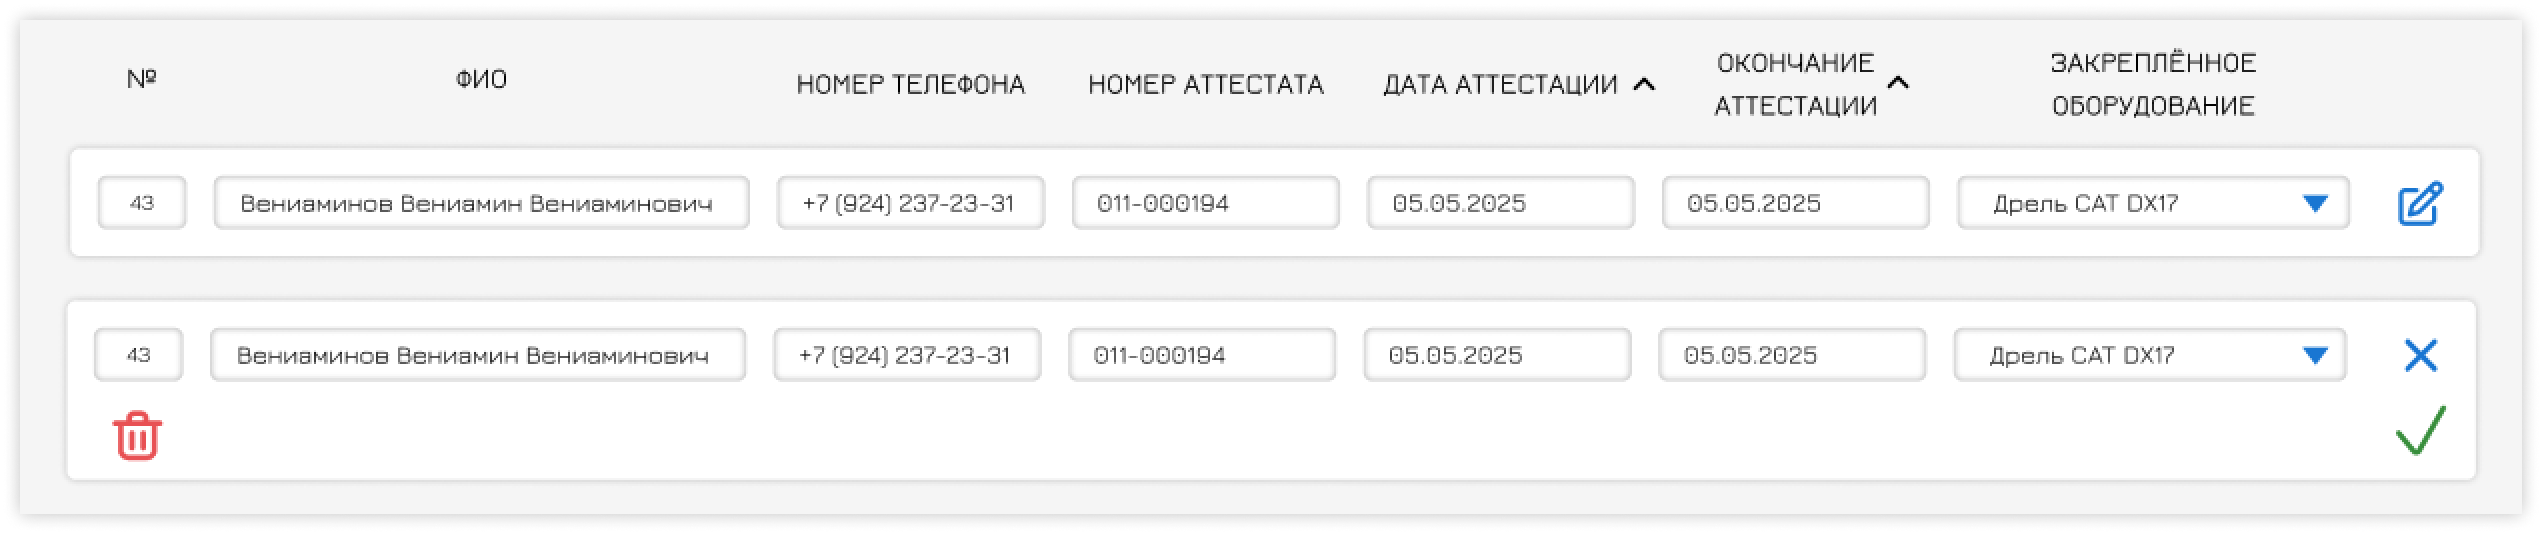 № ФИО НОМЕР ТЕЛЕФОНА НОМЕР АТТЕСТАТА ДАТА АТТЕСТАЦИИ ОКОНЧАНИЕ АТТЕСТАЦИИ ЗАКРЕПЛЁННОЕ ОБОРУДОВАНИЕ
43 Вениаминов Вениамин Вениаминович +7 (924) 237-23-31 011-000194 05.05.2025 05.05.2025 Дрель CAT DX17
43 Вениаминов Вениамин Вениаминович +7 (924) 237-23-31 011-000194 05.05.2025 05.05.2025 Дрель CAT DX17